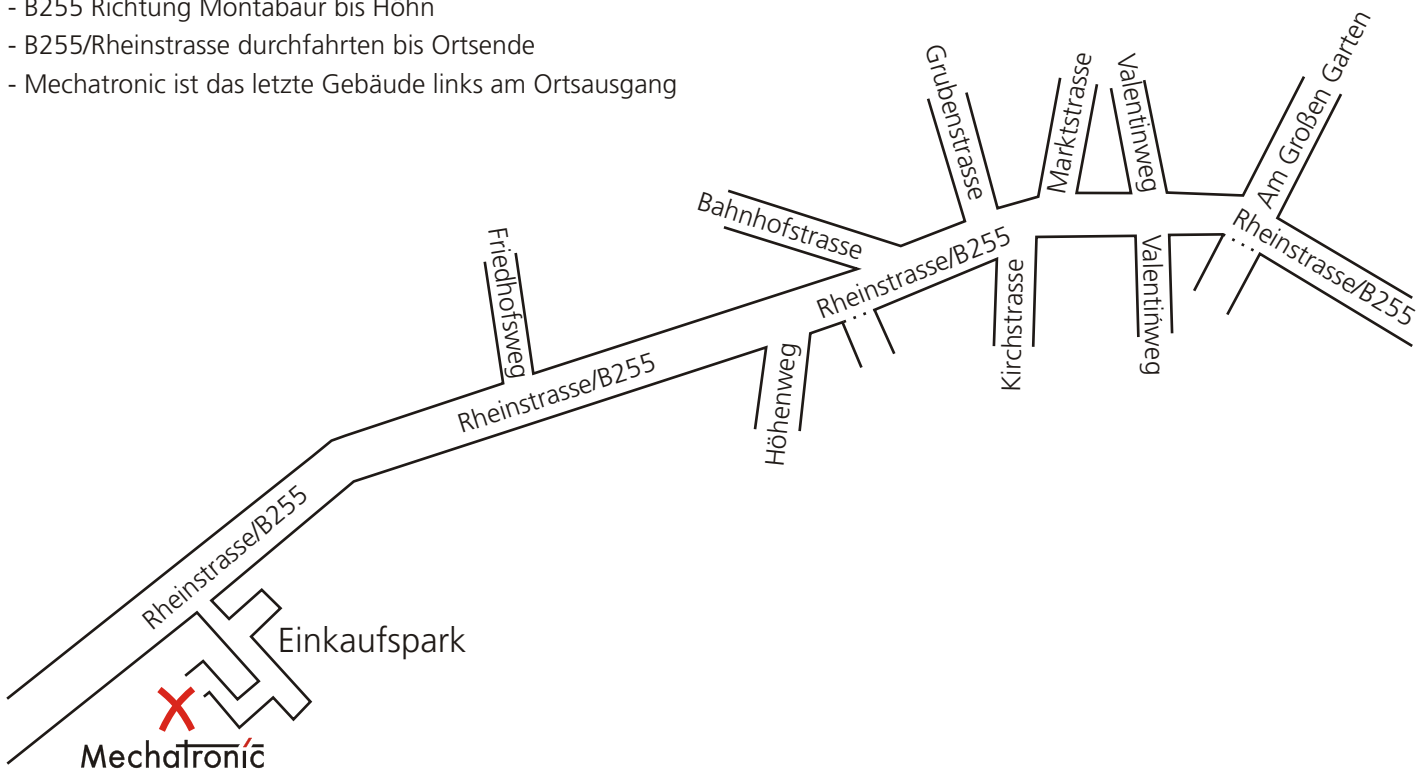 - B255 Richtung Montabaur bis Höhn
- B255/Rheinstrasse durchfahrten bis Ortsende
- Mechatronic ist das letzte Gebäude links am Ortsausgang
Grubenstrasse
Marktstrasse
Valentinweg
Am Großen Garten
Bahnhofstrasse
Friedhofsweg
Rheinstrasse/B255
Rheinstrasse/B255
Kirchstrasse
Valentinweg
Höhenweg
Rheinstrasse/B255
Rheinstrasse/B255
Einkaufspark
Mechatronic